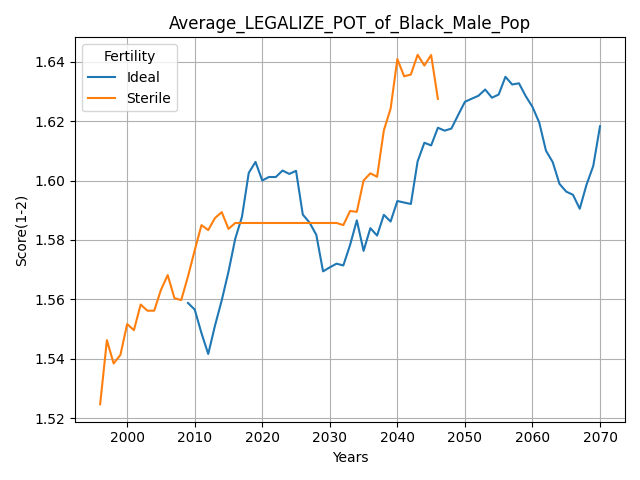 Average_LEGALIZE_POT_of_Black_Male_Pop
Fertility
Ideal
Sterile
Score(1-2)
1.64
1.62
1.60
1.58
1.56
1.54
1.52
2000 2010 2020 2030 2040 2050 2060 2070
Years